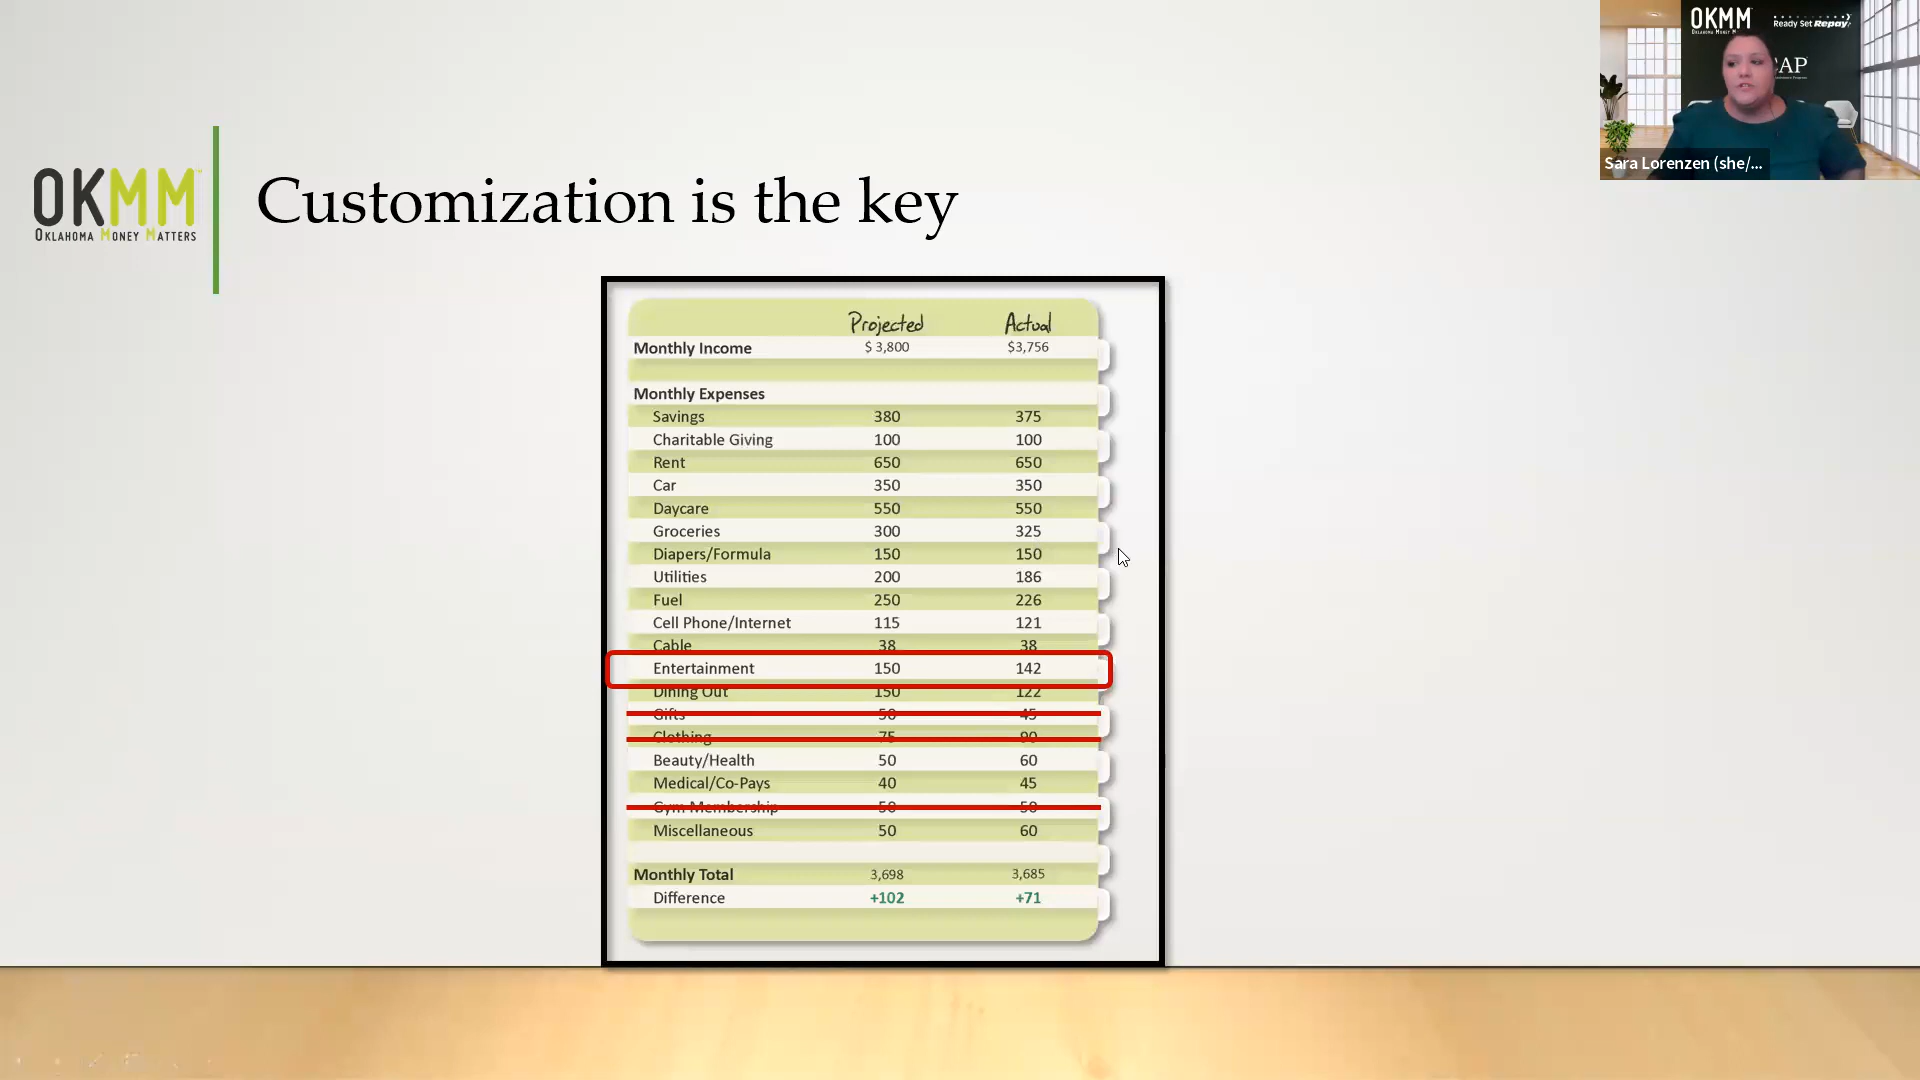 OKMM
OKLAHOMA MONEY M
Ready Set Repay
AP
Sara Lorenzen (she/...
OKMM
OKLAHOMA MONEY MATTERS
Customization is the key
Projected Actual
Monthly Income $ 3,800 $3,756
Monthly Expenses
Savings 380 375
Charitable Giving 100 100
Rent 650 650
Car 350 350
Daycare 550 550
Groceries 300 325
Diapers/Formula 150 150
Utilities 200 186
Fuel 250 226
Cell Phone/Internet 115 121
Cable 38 38
Entertainment 150 142
Dining Out 150 122
Gifts 50 45
Clothing 75 90
Beauty/Health 50 60
Medical/Co-Pays 40 45
Gym Membership 50 50
Miscellaneous 50 60
Monthly Total 3,698 3,685
Difference +102 +71